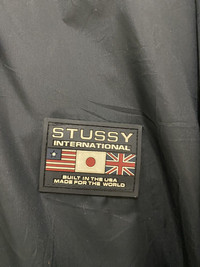 STUSSY
INTERNATIONAL
BUILT IN THE USA
MADE FOR THE WORLD